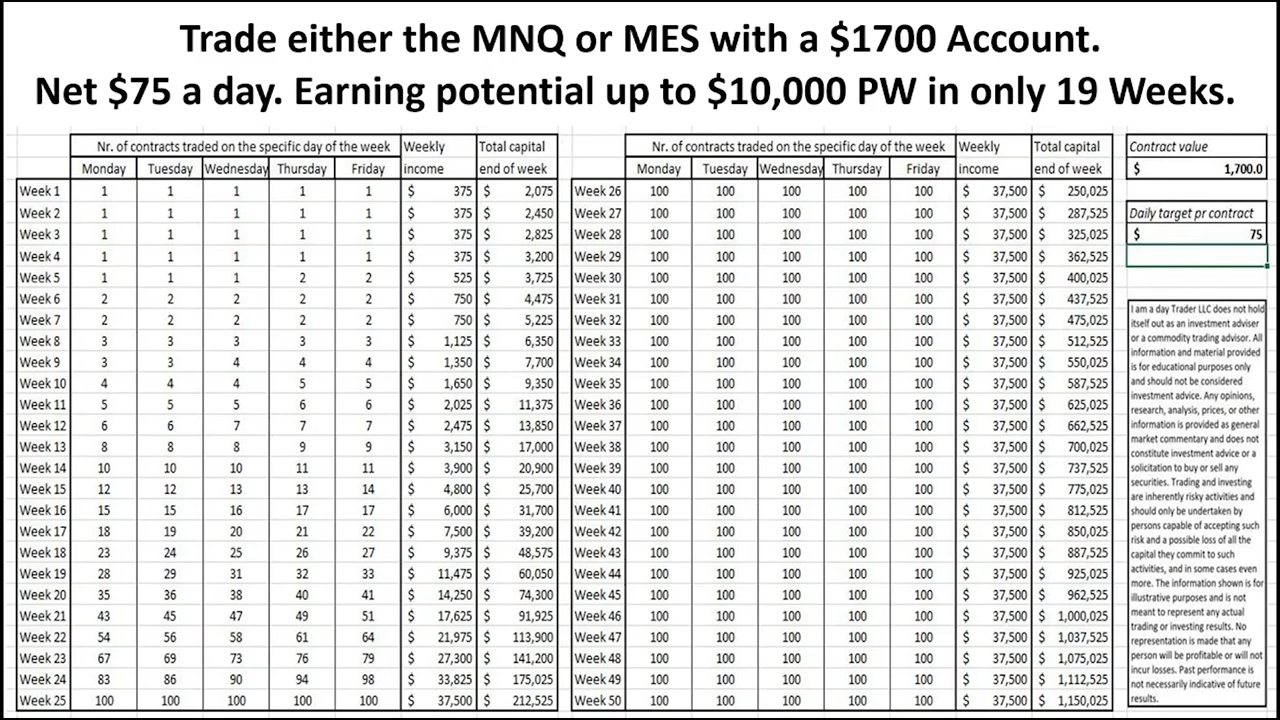 Trade either the MNQ or MES with a $1700 Account.
Net $75 a day. Earning potential up to $10,000 PW in only 19 Weeks.
Nr. of contracts traded on the specific day of the week Weekly Total capital
Monday Tuesday Wednesday Thursday Friday income end of week
Week 1 1 1 1 1 1 $ 375 $ 2,075
Week 2 1 1 1 1 1 $ 375 $ 2,450
Week 3 1 1 1 1 1 $ 375 $ 2,825
Week 4 1 1 1 1 1 $ 375 $ 3,200
Week 5 1 1 1 2 2 $ 525 $ 3,725
Week 6 2 2 2 2 2 $ 750 $ 4,475
Week 7 2 2 2 2 2 $ 750 $ 5,225
Week 8 3 3 3 3 3 $ 1,125 $ 6,350
Week 9 3 3 4 4 4 $ 1,350 $ 7,700
Week 10 4 4 4 5 5 $ 1,650 $ 9,350
Week 11 5 5 5 6 6 $ 2,025 $ 11,375
Week 12 6 6 7 7 7 $ 2,475 $ 13,850
Week 13 8 8 8 9 9 $ 3,150 $ 17,000
Week 14 10 10 10 11 11 $ 3,900 $ 20,900
Week 15 12 12 13 13 14 $ 4,800 $ 25,700
Week 16 15 15 16 17 17 $ 6,000 $ 31,700
Week 17 18 19 20 21 22 $ 7,500 $ 39,200
Week 18 23 24 25 26 27 $ 9,375 $ 48,575
Week 19 28 29 31 32 33 $ 11,475 $ 60,050
Week 20 35 36 38 40 41 $ 14,250 $ 74,300
Week 21 43 45 47 49 51 $ 17,625 $ 91,925
Week 22 54 56 58 61 64 $ 21,975 $ 113,900
Week 23 67 69 73 76 79 $ 27,300 $ 141,200
Week 24 83 86 90 94 98 $ 33,825 $ 175,025
Week 25 100 100 100 100 100 $ 37,500 $ 212,525
Nr. of contracts traded on the specific day of the week Weekly Total capital
Monday Tuesday Wednesday Thursday Friday income end of week
Week 26 100 100 100 100 100 $ 37,500 $ 250,025
Week 27 100 100 100 100 100 $ 37,500 $ 287,525
Week 28 100 100 100 100 100 $ 37,500 $ 325,025
Week 29 100 100 100 100 100 $ 37,500 $ 362,525
Week 30 100 100 100 100 100 $ 37,500 $ 400,025
Week 31 100 100 100 100 100 $ 37,500 $ 437,525
Week 32 100 100 100 100 100 $ 37,500 $ 475,025
Week 33 100 100 100 100 100 $ 37,500 $ 512,525
Week 34 100 100 100 100 100 $ 37,500 $ 550,025
Week 35 100 100 100 100 100 $ 37,500 $ 587,525
Week 36 100 100 100 100 100 $ 37,500 $ 625,025
Week 37 100 100 100 100 100 $ 37,500 $ 662,525
Week 38 100 100 100 100 100 $ 37,500 $ 700,025
Week 39 100 100 100 100 100 $ 37,500 $ 737,525
Week 40 100 100 100 100 100 $ 37,500 $ 775,025
Week 41 100 100 100 100 100 $ 37,500 $ 812,525
Week 42 100 100 100 100 100 $ 37,500 $ 850,025
Week 43 100 100 100 100 100 $ 37,500 $ 887,525
Week 44 100 100 100 100 100 $ 37,500 $ 925,025
Week 45 100 100 100 100 100 $ 37,500 $ 962,525
Week 46 100 100 100 100 100 $ 37,500 $ 1,000,025
Week 47 100 100 100 100 100 $ 37,500 $ 1,037,525
Week 48 100 100 100 100 100 $ 37,500 $ 1,075,025
Week 49 100 100 100 100 100 $ 37,500 $ 1,112,525
Week 50 100 100 100 100 100 $ 37,500 $ 1,150,025
Contract value
$ 1,700.0
Daily target pr contract
$ 75
I am a day Trader LLC does not hold
itself out as an investment adviser
or a commodity trading advisor. All
information and material provided
is for educational purposes only
and should not be considered
investment advice. Any opinions,
research, analysis, prices, or other
information is provided as general
market commentary and does not
constitute investment advice or a
solicitation to buy or sell any
securities. Trading and investing
are inherently risky activities and
should only be undertaken by
persons capable of accepting such
risk and a possible loss of all the
capital they commit to such
activities, and in some cases even
more. The information shown is for
illustrative purposes and is not
meant to represent any actual
trading or investing results. No
representation is made that any
person will be profitable or will not
incur losses. Past performance is
not necessarily indicative of future
results.